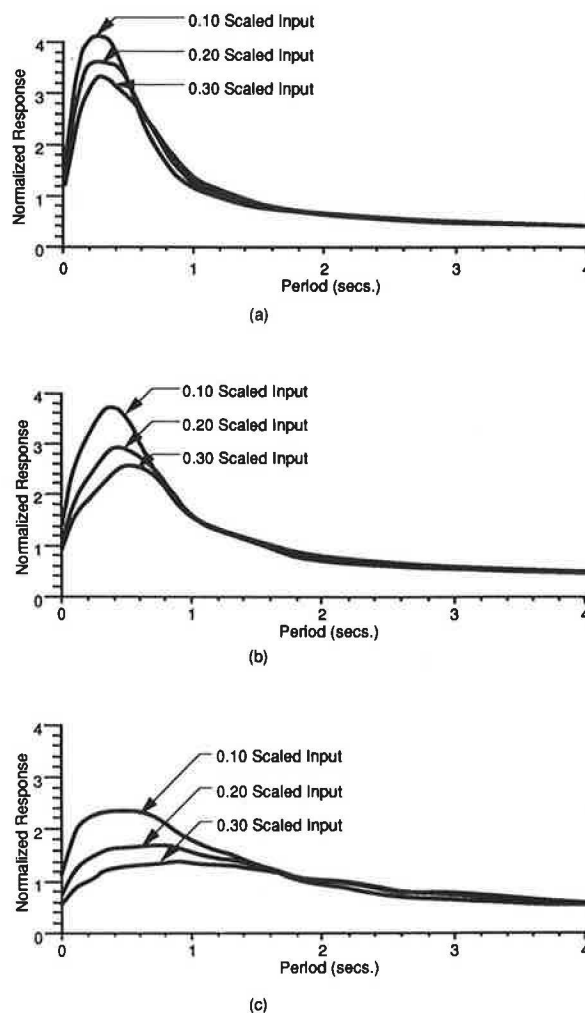 0.10 Scaled Input
0.20 Scaled Input
0.30 Scaled Input
Normalized Response
4
3
2
1
0
0 1 2 3 4
Period (secs.)
(a)
0.10 Scaled Input
0.20 Scaled Input
0.30 Scaled Input
Normalized Response
4
3
2
1
0
0 1 2 3 4
Period (secs.)
(b)
0.10 Scaled Input
0.20 Scaled Input
0.30 Scaled Input
Normalized Response
4
3
2
1
0
0 1 2 3 4
Period (secs.)
(c)